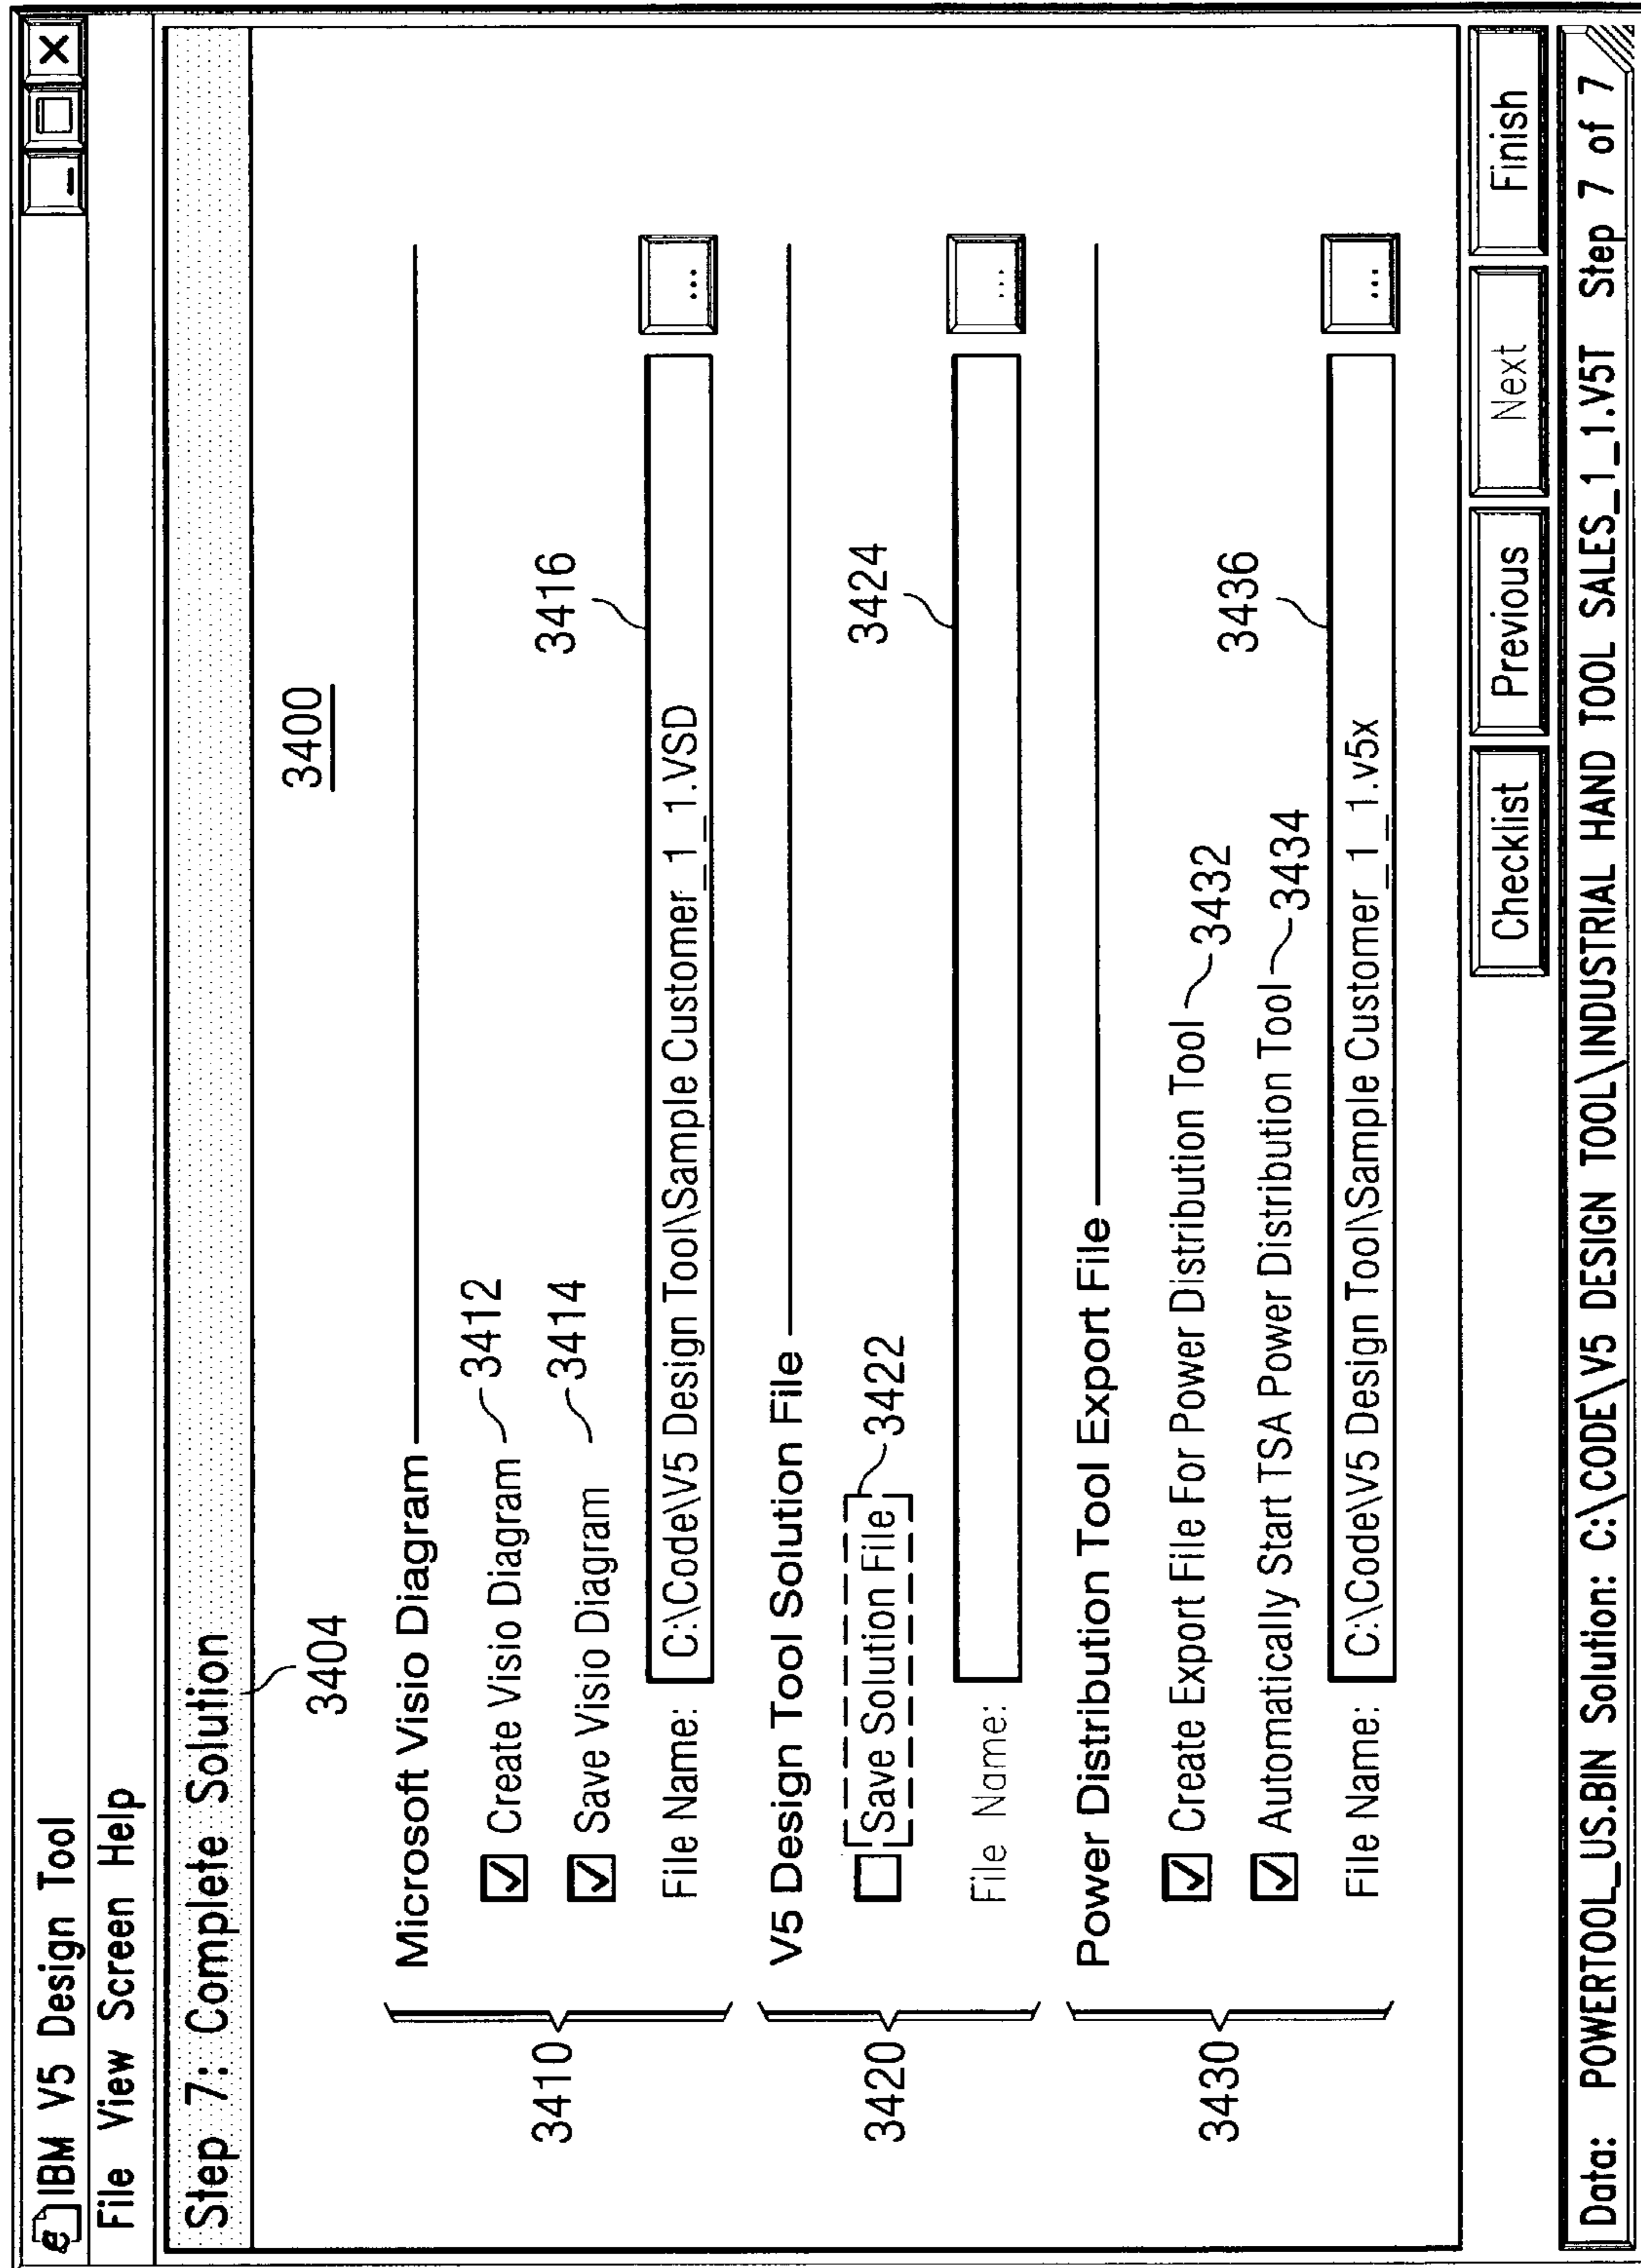 IBM V5 Design Tool
File View Screen Help
Step 7: Complete Solution
3404
3400
Microsoft Visio Diagram
3410
Create Visio Diagram 3412
Save Visio Diagram 3414
3416
File Name: C:\Code\V5 Design Tool\Sample Customer_1_1.VSD ...
V5 Design Tool Solution File
3420
Save Solution File 3422
3424
File Name: ...
Power Distribution Tool Export File
3430
Create Export File For Power Distribution Tool 3432
Automatically Start TSA Power Distribution Tool 3434
3436
File Name: C:\Code\V5 Design Tool\Sample Customer_1_1.v5x ...
Checklist Previous Next Finish
Data: POWERTOOL_US.BIN Solution: C:\CODE\V5 DESIGN TOOL\INDUSTRIAL HAND TOOL SALES_1_1.V5T Step 7 of 7